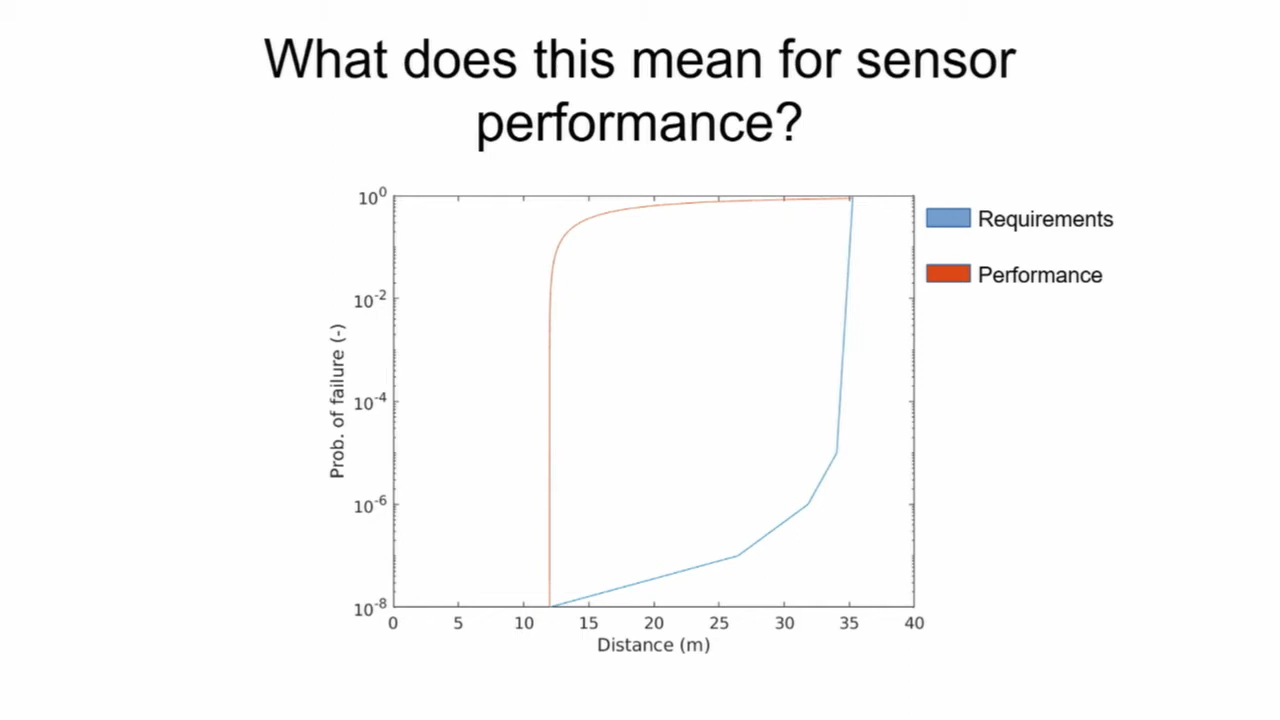 What does this mean for sensor
performance?
10^0
10^-2
10^-4
10^-6
10^-8
Prob. of failure (-)
0 5 10 15 20 25 30 35 40
Distance (m)
Requirements
Performance